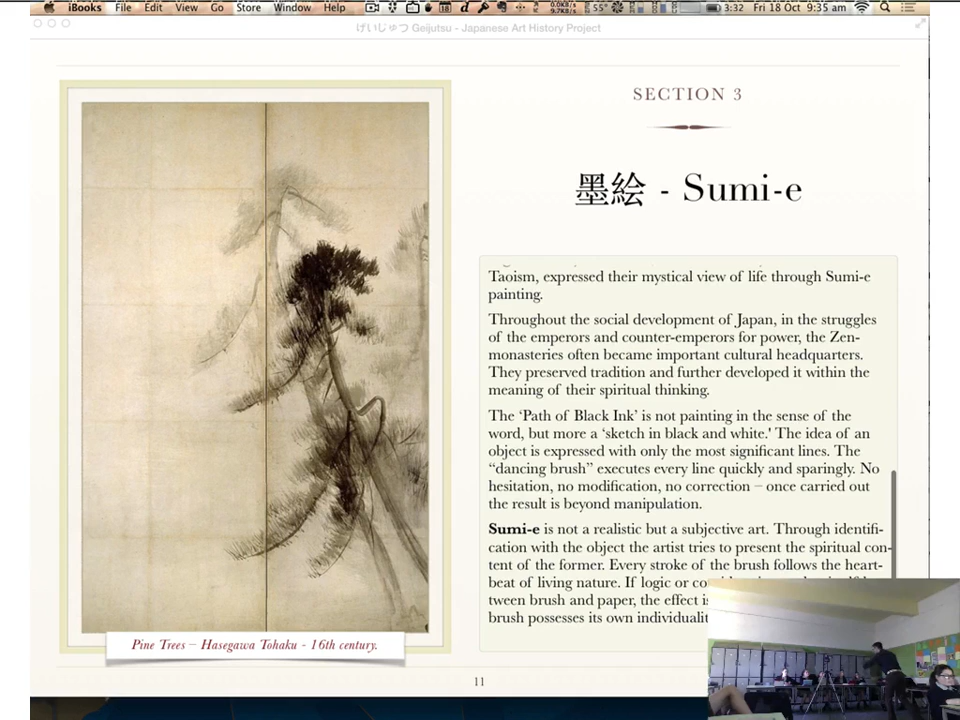 iBooks File Edit View Go Store Window Help 0.0KB/s 9.7KB/s 55° 3:32 Fri 18 Oct 9:35 am
げいじゅつ Geijutsu - Japanese Art History Project
SECTION 3
墨絵 - Sumi-e
Taoism, expressed their mystical view of life through Sumi-e
painting.
Throughout the social development of Japan, in the struggles
of the emperors and counter-emperors for power, the Zen-
monasteries often became important cultural headquarters.
They preserved tradition and further developed it within the
meaning of their spiritual thinking.
The ‘Path of Black Ink’ is not painting in the sense of the
word, but more a ‘sketch in black and white.' The idea of an
object is expressed with only the most significant lines. The
“dancing brush” executes every line quickly and sparingly. No
hesitation, no modification, no correction – once carried out
the result is beyond manipulation.
Sumi-e is not a realistic but a subjective art. Through identifi-
cation with the object the artist tries to present the spiritual con-
tent of the former. Every stroke of the brush follows the heart-
beat of living nature. If logic or
tween brush and paper, the effect
brush possesses its own
Pine Trees – Hasegawa Tohaku - 16th century.
11